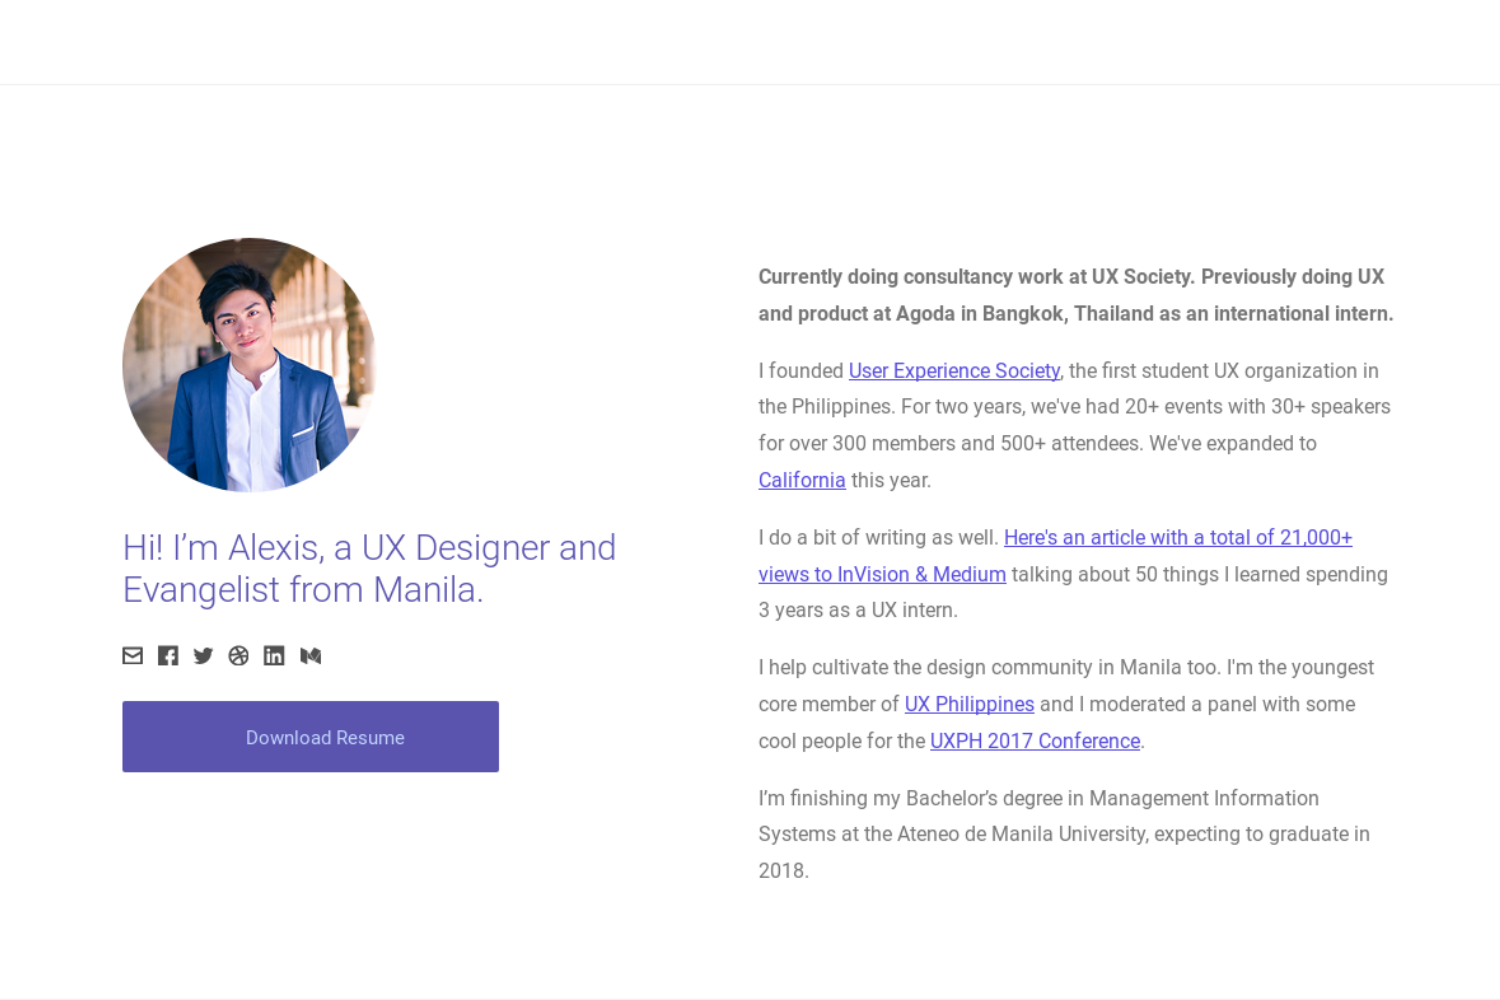 Hi! I’m Alexis, a UX Designer and
Evangelist from Manila.
Download Resume
Currently doing consultancy work at UX Society. Previously doing UX
and product at Agoda in Bangkok, Thailand as an international intern.
I founded User Experience Society, the first student UX organization in
the Philippines. For two years, we've had 20+ events with 30+ speakers
for over 300 members and 500+ attendees. We've expanded to
California this year.
I do a bit of writing as well. Here's an article with a total of 21,000+
views to InVision & Medium talking about 50 things I learned spending
3 years as a UX intern.
I help cultivate the design community in Manila too. I'm the youngest
core member of UX Philippines and I moderated a panel with some
cool people for the UXPH 2017 Conference.
I’m finishing my Bachelor’s degree in Management Information
Systems at the Ateneo de Manila University, expecting to graduate in
2018.